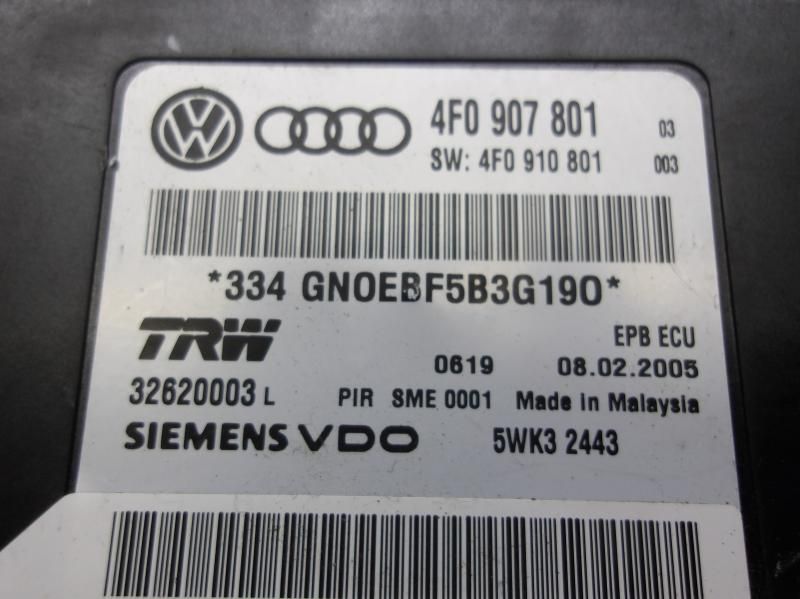 4F0 907 801 03
SW: 4F0 910 801 003
*334 GNOEBF5B3G190*
TRW EPB ECU
0619 08.02.2005
32620003 L PIR SME 0001 Made in Malaysia
SIEMENS VDO 5WK3 2443